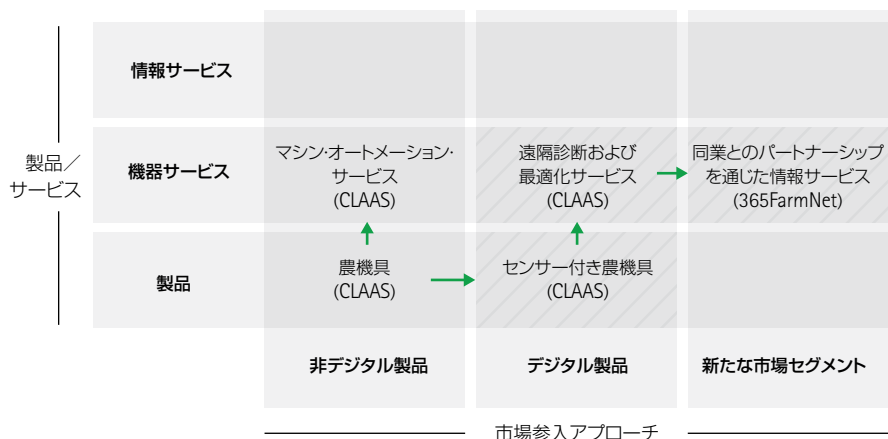 情報サービス
製品／
サービス
機器サービス
マシン・オートメーション・
サービス
(CLAAS)
遠隔診断および
最適化サービス
(CLAAS)
同業とのパートナーシップ
を通じた情報サービス
(365FarmNet)
製品
農機具
(CLAAS)
センサー付き農機具
(CLAAS)
非デジタル製品
デジタル製品
新たな市場セグメント
市場参入アプローチ